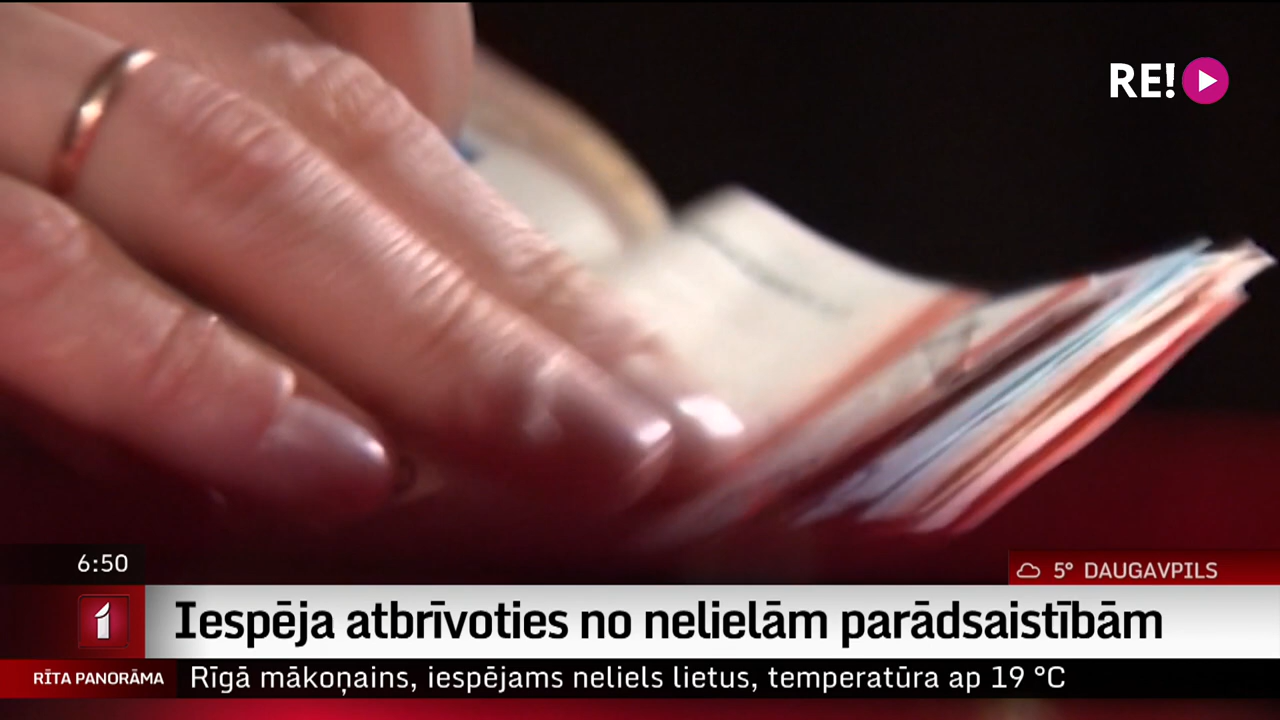 RE!
6:50
5° DAUGAVPILS
1
Iespēja atbrīvoties no nelielām parādsaistībām
RĪTA PANORĀMA
Rīgā mākoņains, iespējams neliels lietus, temperatūra ap 19 °C